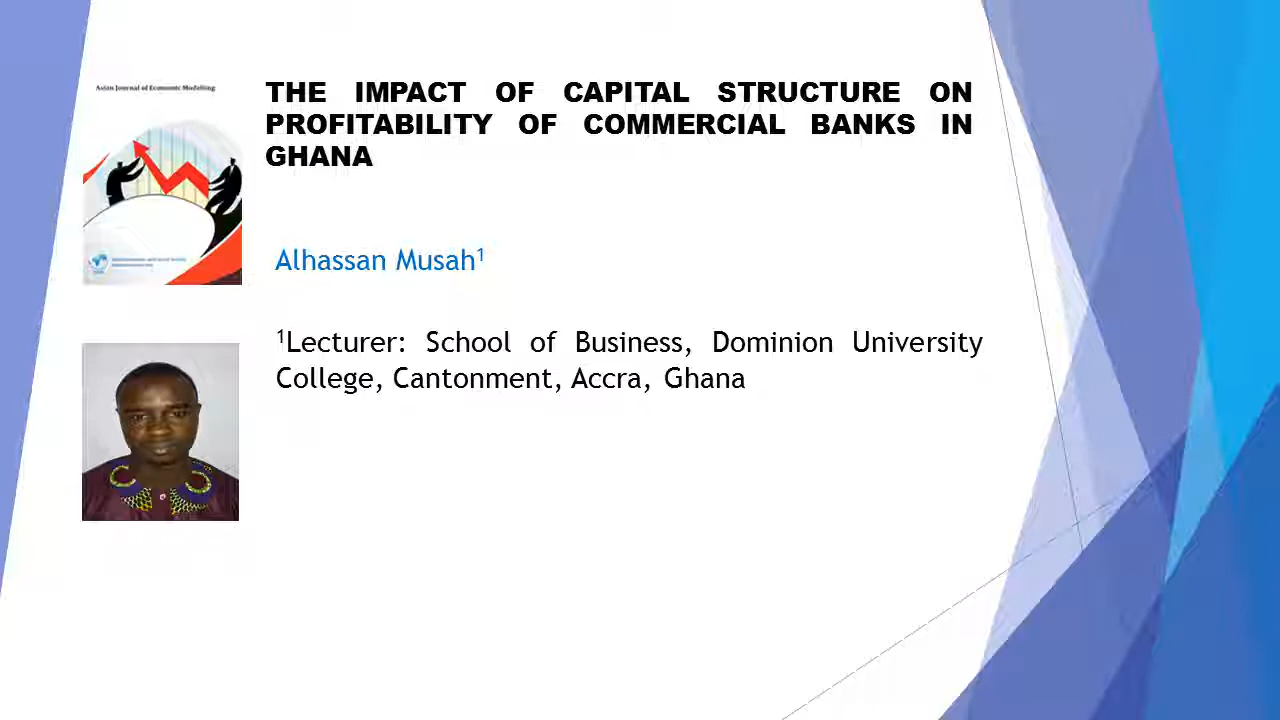 Asian Journal of Economic Modelling
THE IMPACT OF CAPITAL STRUCTURE ON
PROFITABILITY OF COMMERCIAL BANKS IN
GHANA
Alhassan Musah¹
¹Lecturer: School of Business, Dominion University
College, Cantonment, Accra, Ghana